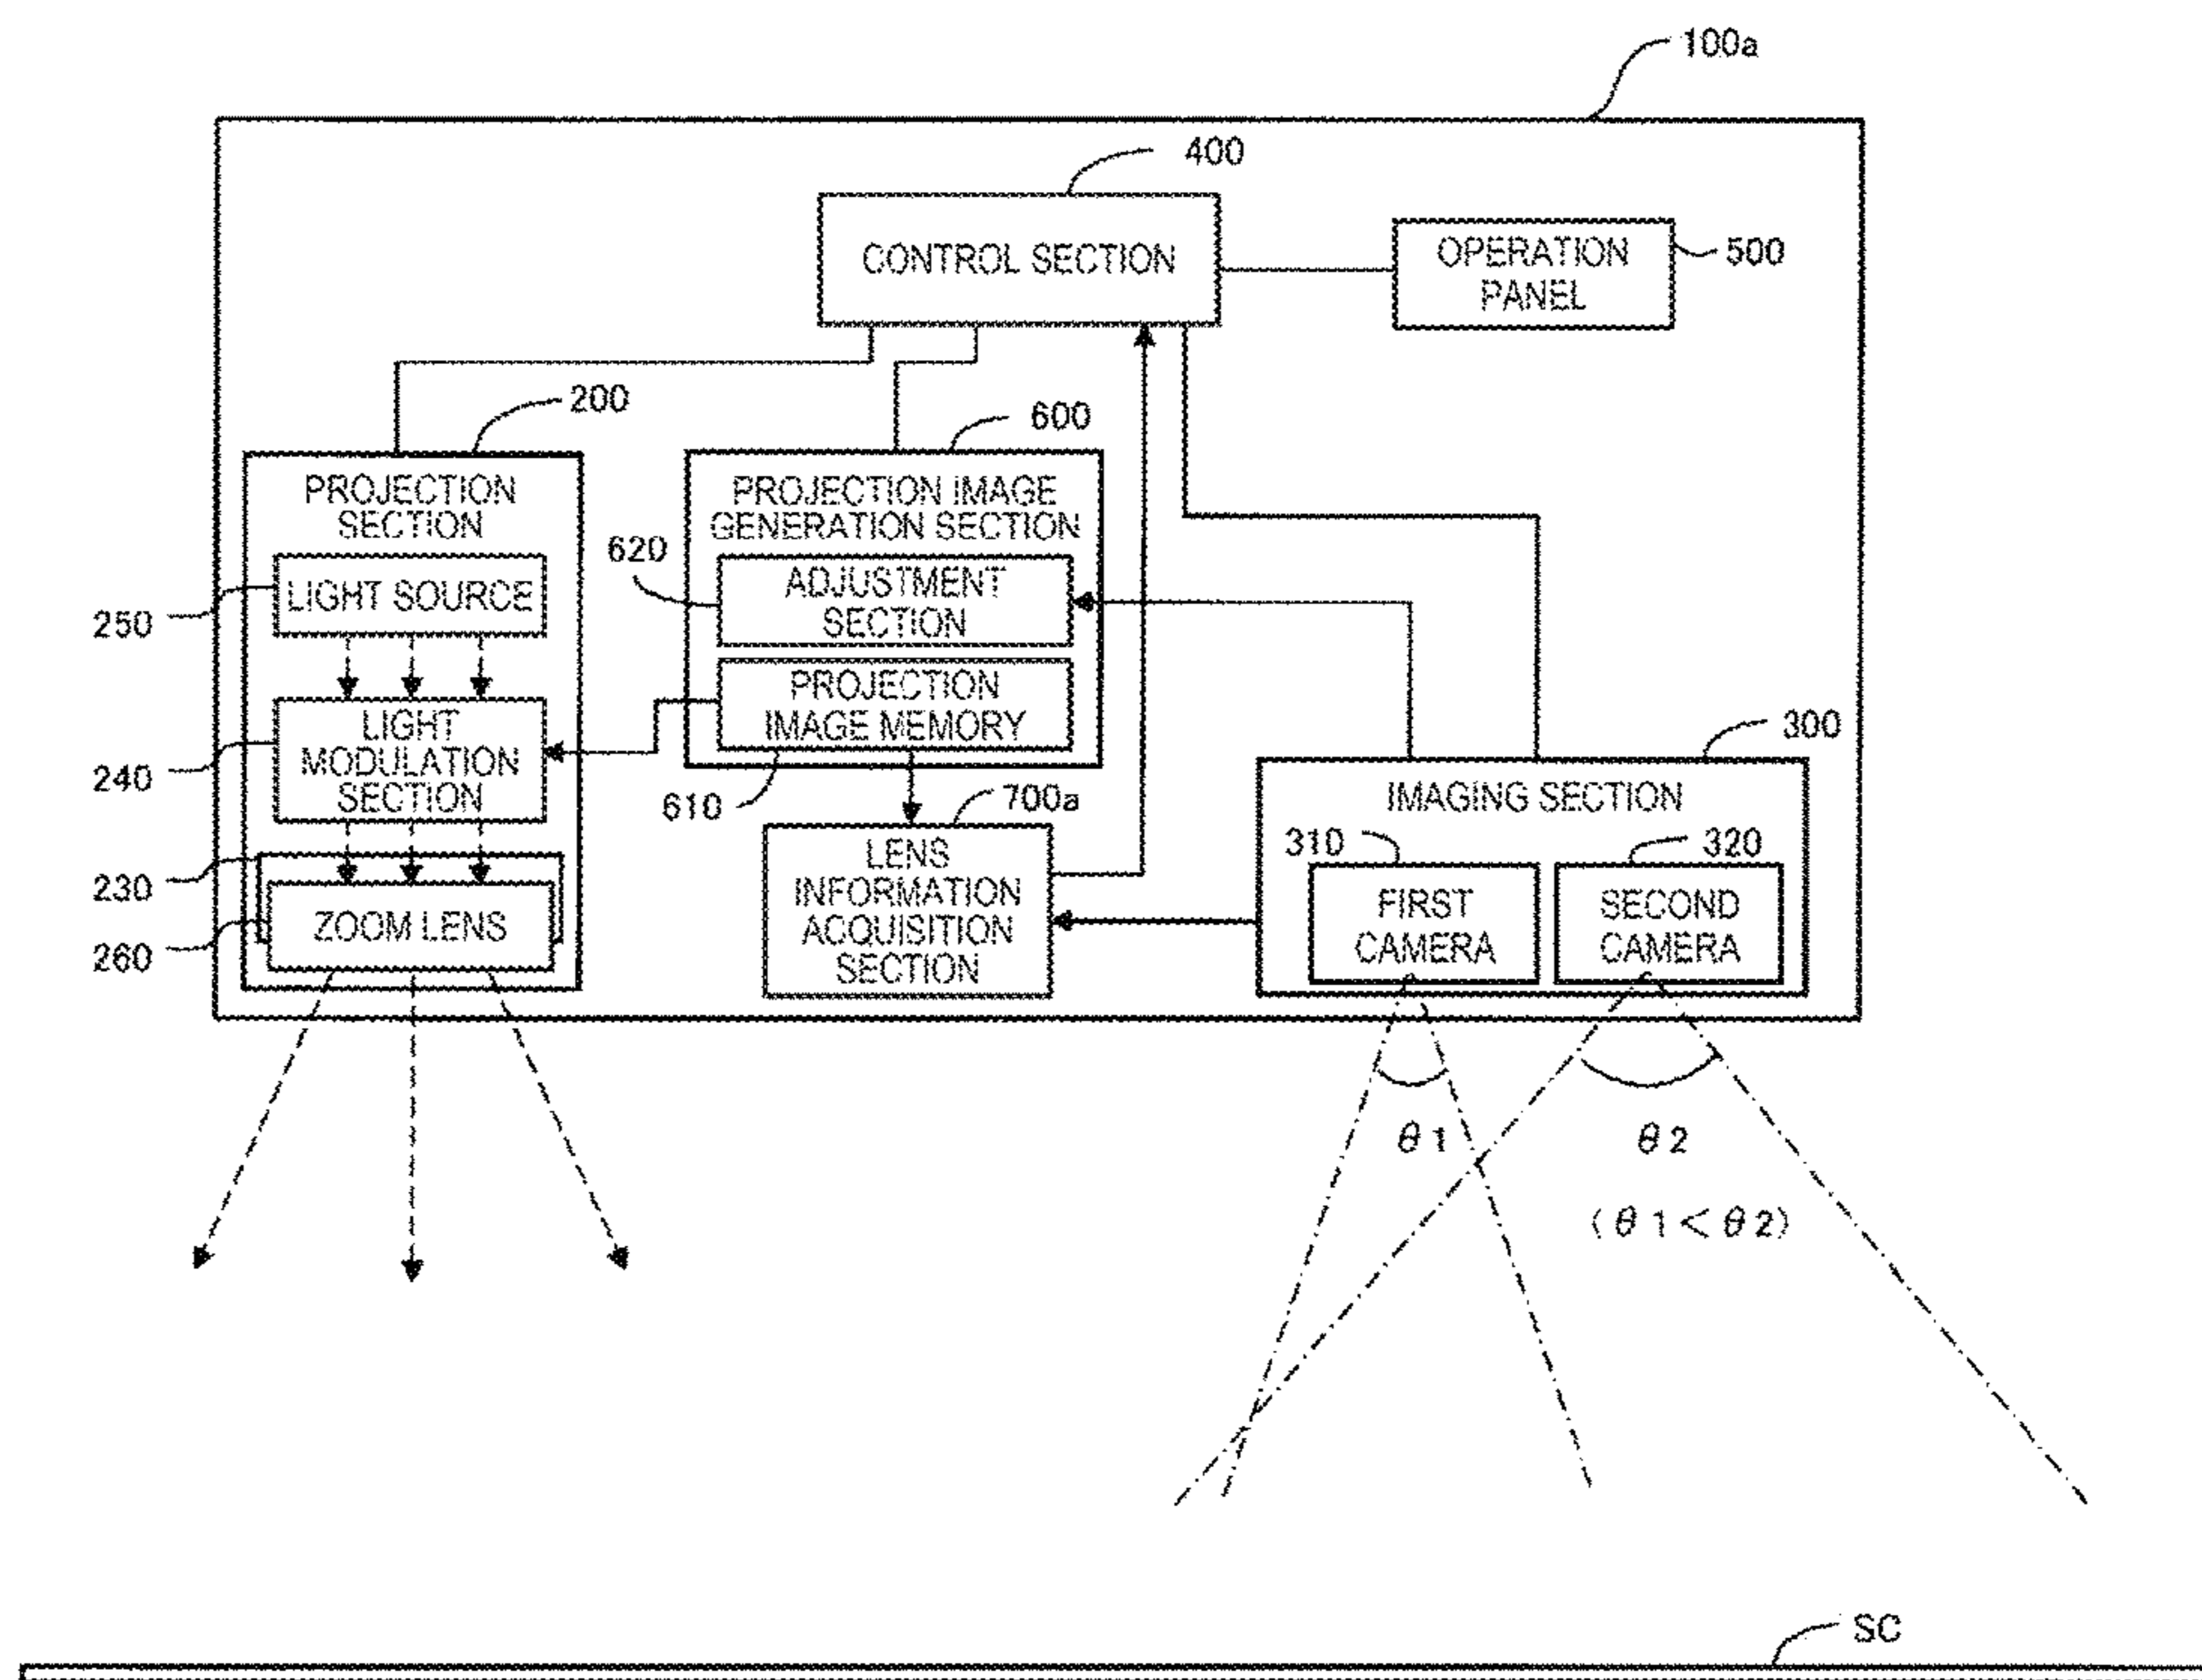 100a
400
CONTROL SECTION
OPERATION
PANEL
500
200
600
PROJECTION
SECTION
PROJECTION IMAGE
GENERATION SECTION
620
250
LIGHT SOURCE
ADJUSTMENT
SECTION
PROJECTION
IMAGE MEMORY
240
LIGHT
MODULATION
SECTION
610
700a
300
IMAGING SECTION
310
320
230
260
ZOOM LENS
LENS
INFORMATION
ACQUISITION
SECTION
FIRST
CAMERA
SECOND
CAMERA
θ1
θ2
(θ1<θ2)
SC